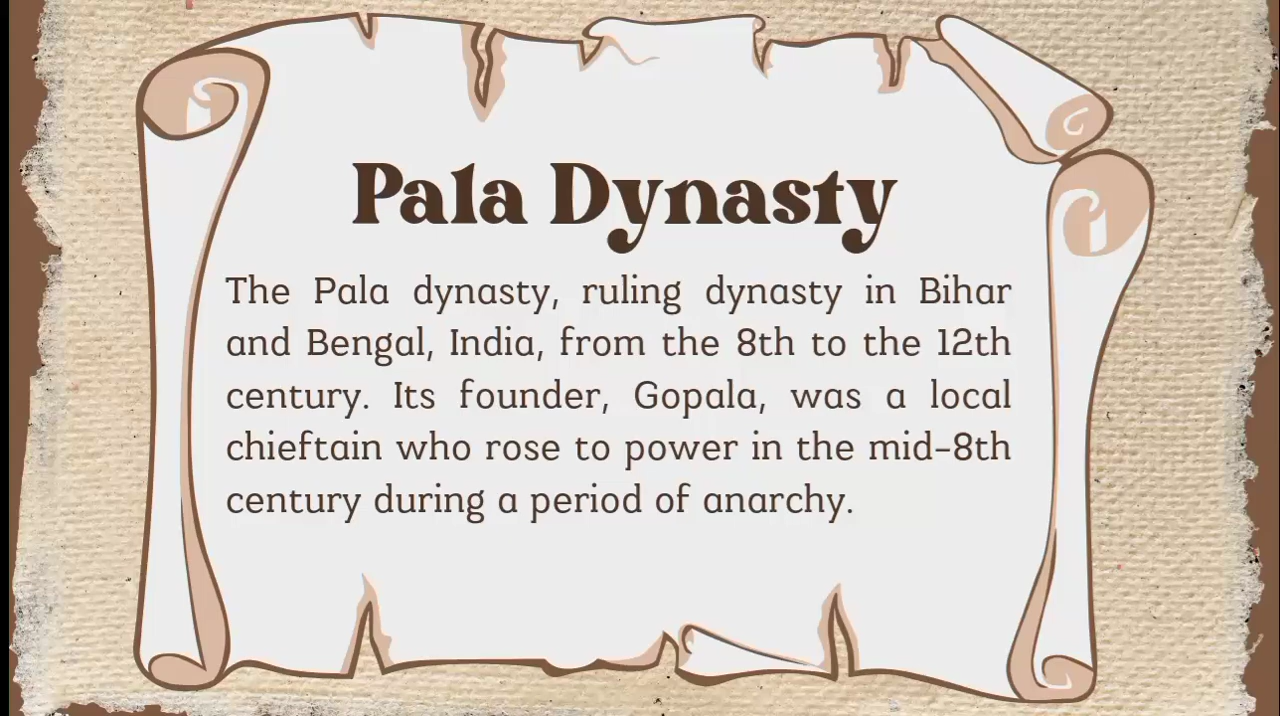 Pala Dynasty
The Pala dynasty, ruling dynasty in Bihar
and Bengal, India, from the 8th to the 12th
century. Its founder, Gopala, was a local
chieftain who rose to power in the mid-8th
century during a period of anarchy.